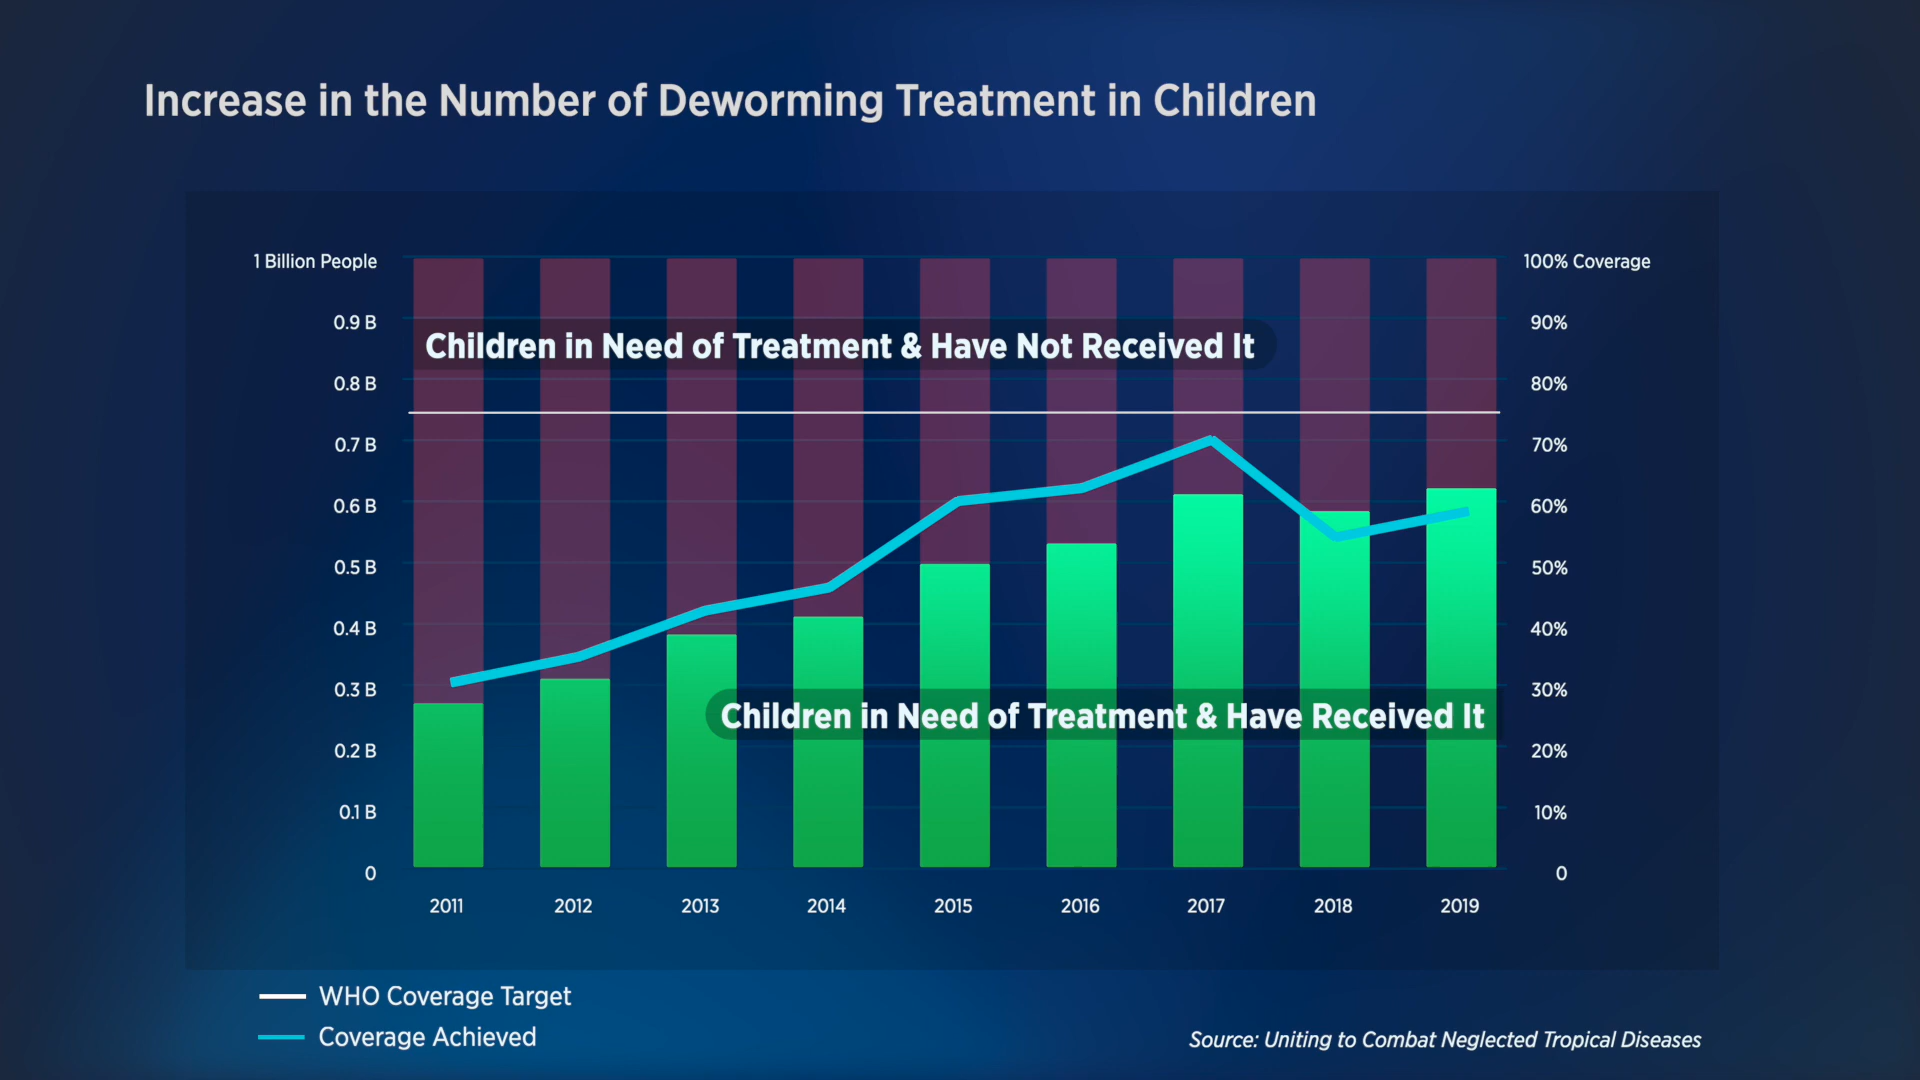 Increase in the Number of Deworming Treatment in Children
1 Billion People
100% Coverage
0.9 B
90%
Children in Need of Treatment & Have Not Received It
0.8 B
80%
0.7 B
70%
0.6 B
60%
0.5 B
50%
0.4 B
40%
0.3 B
30%
Children in Need of Treatment & Have Received It
0.2 B
20%
0.1 B
10%
0
0
2011 2012 2013 2014 2015 2016 2017 2018 2019
WHO Coverage Target
Coverage Achieved
Source: Uniting to Combat Neglected Tropical Diseases